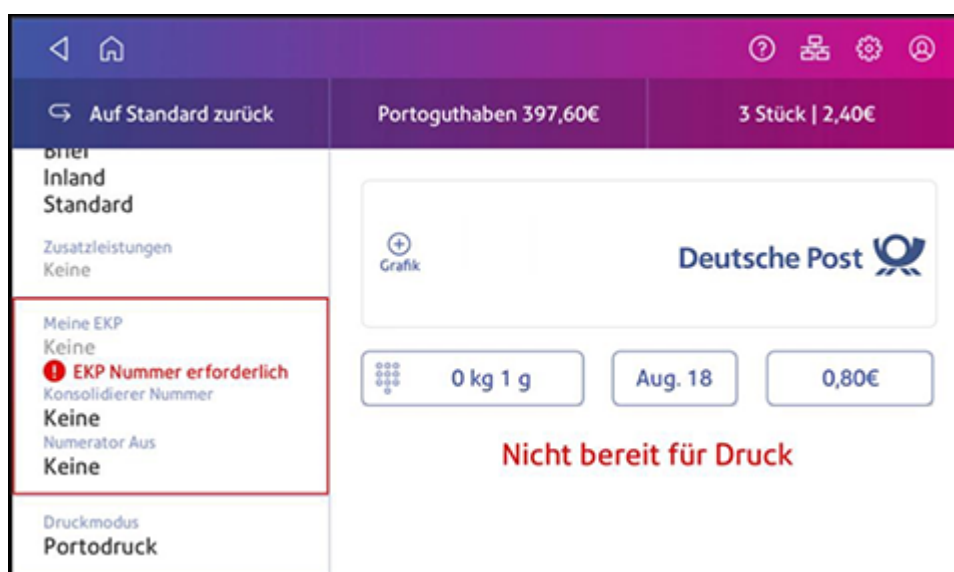 Auf Standard zurück
Portoguthaben 397,60€
3 Stück | 2,40€
Brief
Inland
Standard
Zusatzleistungen
Keine
Meine EKP
Keine
EKP Nummer erforderlich
Konsolidierer Nummer
Keine
Numerator Aus
Keine
Druckmodus
Portodruck
Grafik
Deutsche Post
0 kg 1 g
Aug. 18
0,80€
Nicht bereit für Druck